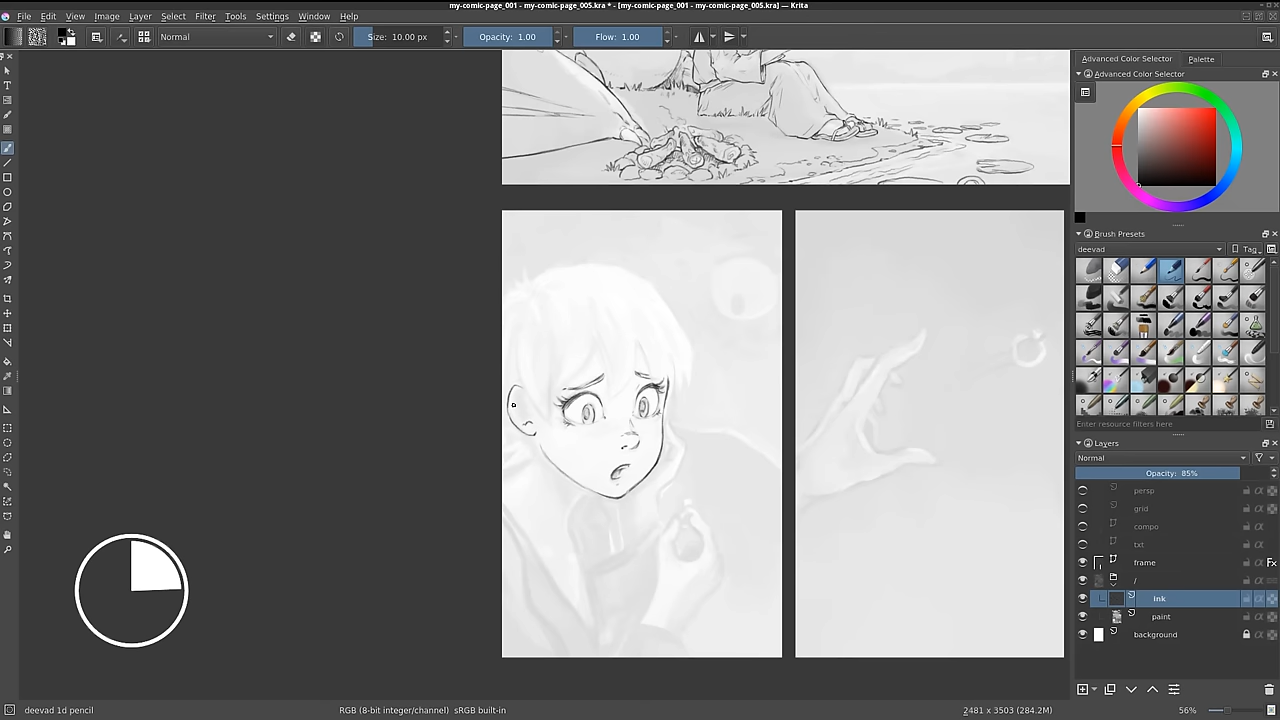 my-comic-page_001 - my-comic-page_005.kra * - [my-comic-page_001 - my-comic-page_005.kra] — Krita
File Edit View Image Layer Select Filter Tools Settings Window Help
Normal Size: 10.00 px Opacity: 1.00 Flow: 1.00
Advanced Color Selector Palette
Advanced Color Selector
Brush Presets
deevad Tag
Enter resource filters here
Layers
Normal
Opacity: 85%
persp
grid
compo
txt
frame Fx
/
ink
paint
background
deevad 1d pencil RGB (8-bit integer/channel) sRGB built-in 2481 x 3503 (284.2M) 56%